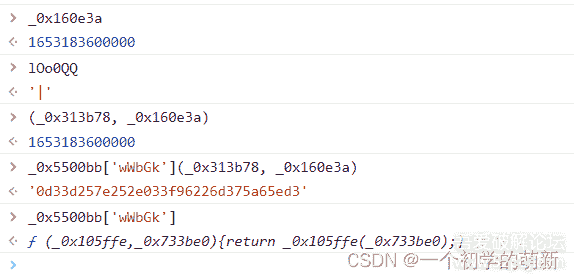 > _0x160e3a
< 1653183600000
> lOo0QQ
< '|'
> (_0x313b78, _0x160e3a)
< 1653183600000
> _0x5500bb['wWbGk'](_0x313b78, _0x160e3a)
< '0d33d257e252e033f96226d375a65ed3'
> _0x5500bb['wWbGk']
< ƒ (_0x105ffe,_0x733be0){return _0x105ffe(_0x733be0);}
>
CSDN @一个初学的萌新